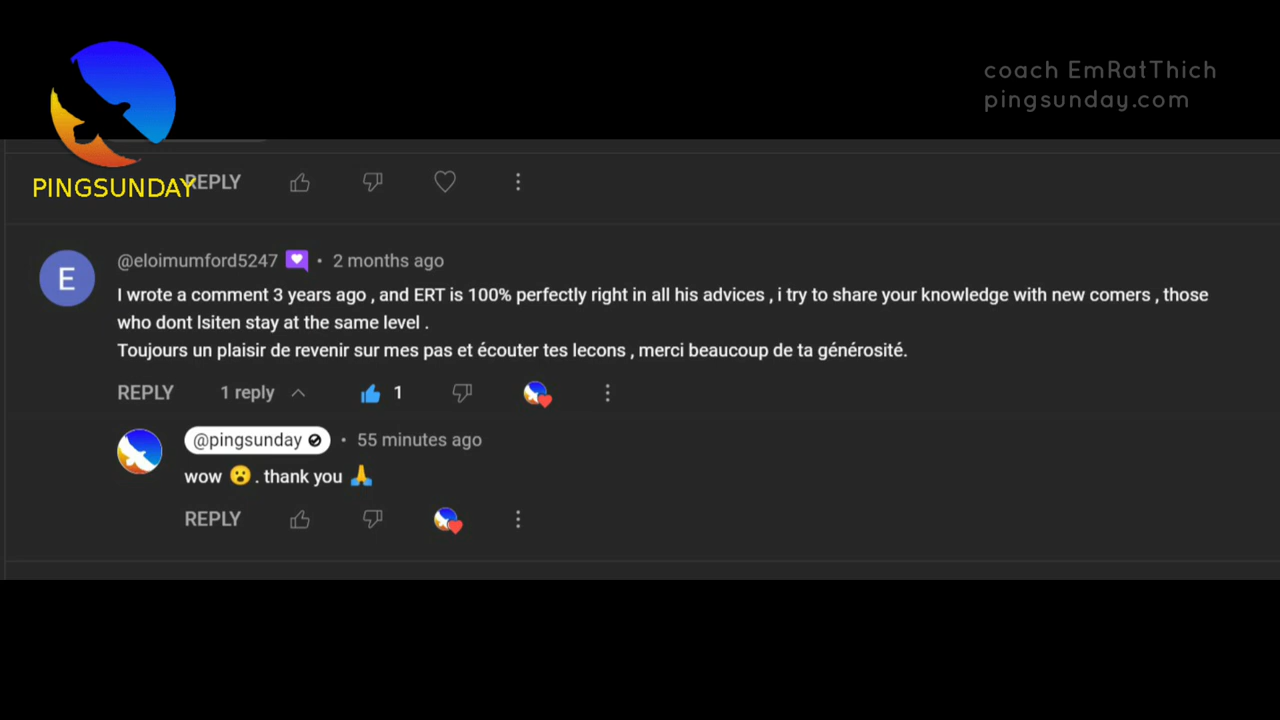 coach EmRatThich
pingsunday.com
PINGSUNDAY
REPLY
@eloimumford5247 • 2 months ago
I wrote a comment 3 years ago , and ERT is 100% perfectly right in all his advices , i try to share your knowledge with new comers , those
who dont lsiten stay at the same level .
Toujours un plaisir de revenir sur mes pas et écouter tes lecons , merci beaucoup de ta générosité.
E
REPLY 1 reply 1
@pingsunday • 55 minutes ago
wow 😮 . thank you 🙏
REPLY